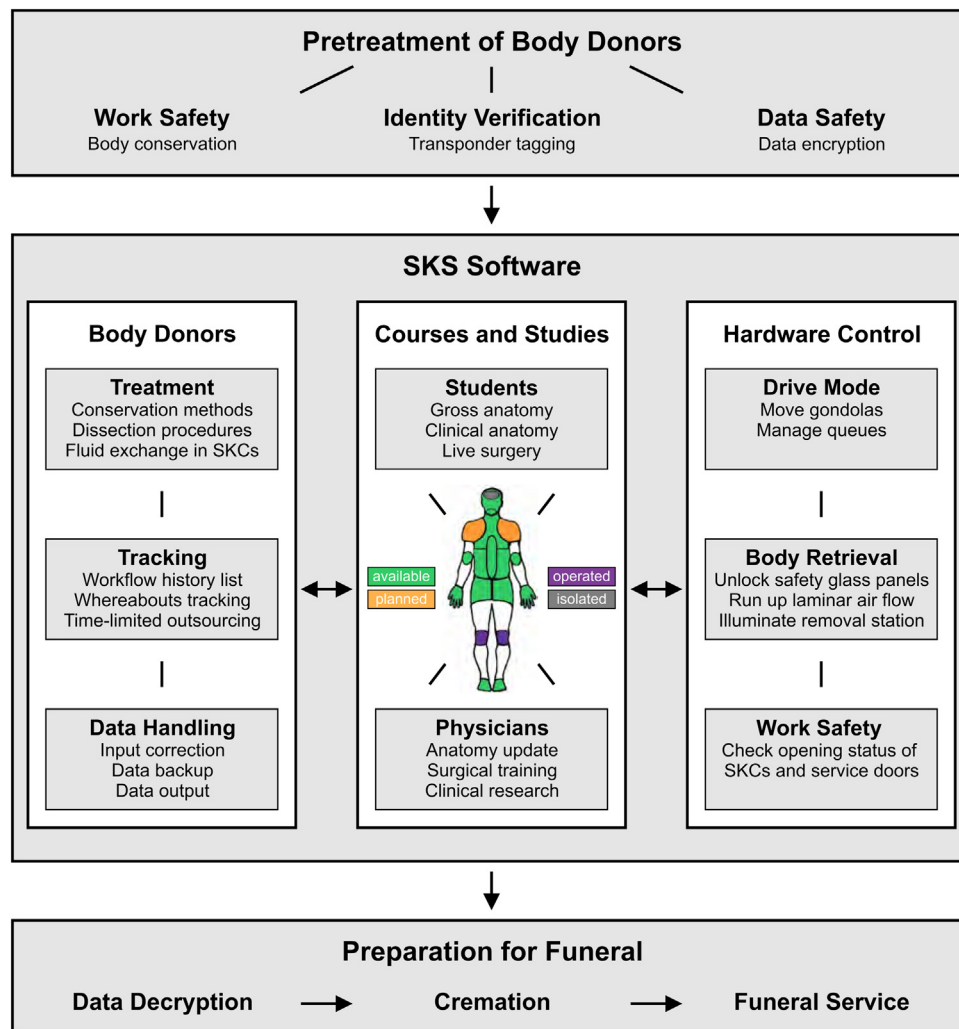 Pretreatment of Body Donors
Work Safety
Body conservation
Identity Verification
Transponder tagging
Data Safety
Data encryption
SKS Software
Body Donors
Treatment
Conservation methods
Dissection procedures
Fluid exchange in SKCs
Tracking
Workflow history list
Whereabouts tracking
Time-limited outsourcing
Data Handling
Input correction
Data backup
Data output
Courses and Studies
Students
Gross anatomy
Clinical anatomy
Live surgery
available
planned
operated
isolated
Physicians
Anatomy update
Surgical training
Clinical research
Hardware Control
Drive Mode
Move gondolas
Manage queues
Body Retrieval
Unlock safety glass panels
Run up laminar air flow
Illuminate removal station
Work Safety
Check opening status of
SKCs and service doors
Preparation for Funeral
Data Decryption
Cremation
Funeral Service